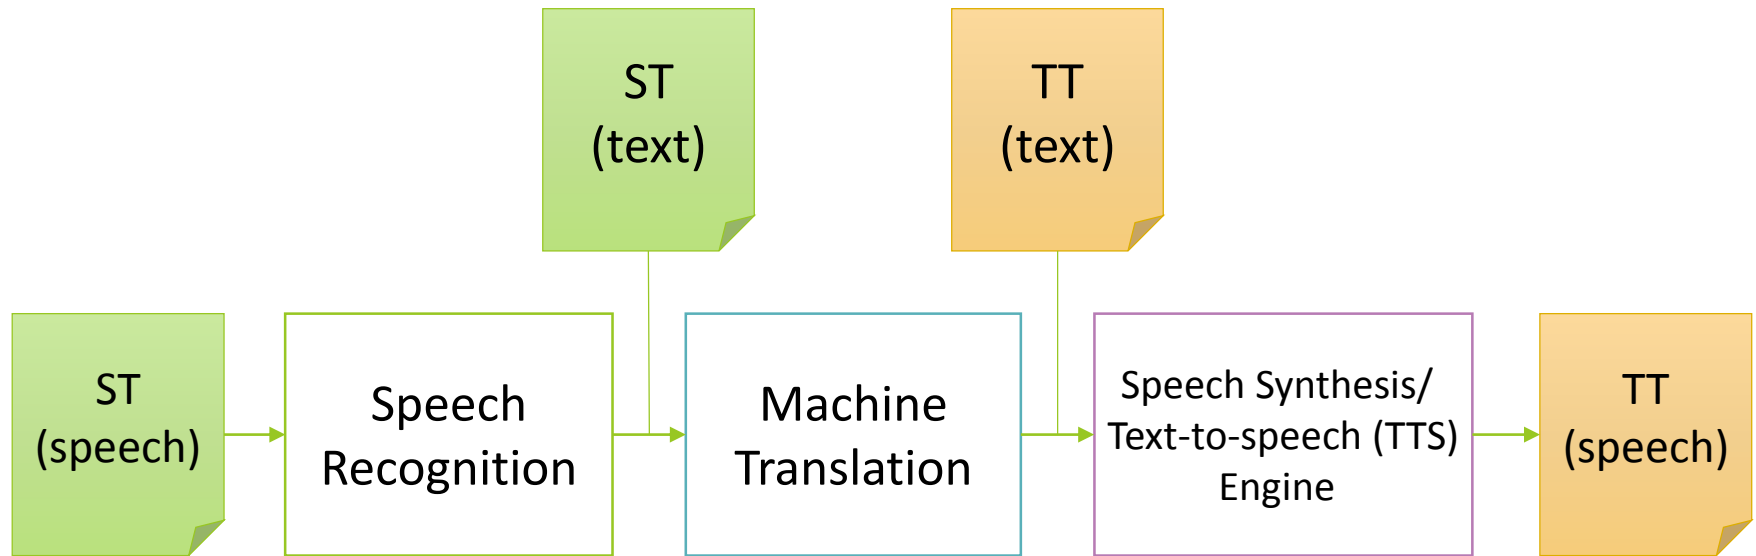 ST
(text)
TT
(text)
ST
(speech)
Speech
Recognition
Machine
Translation
Speech Synthesis/
Text-to-speech (TTS)
Engine
TT
(speech)